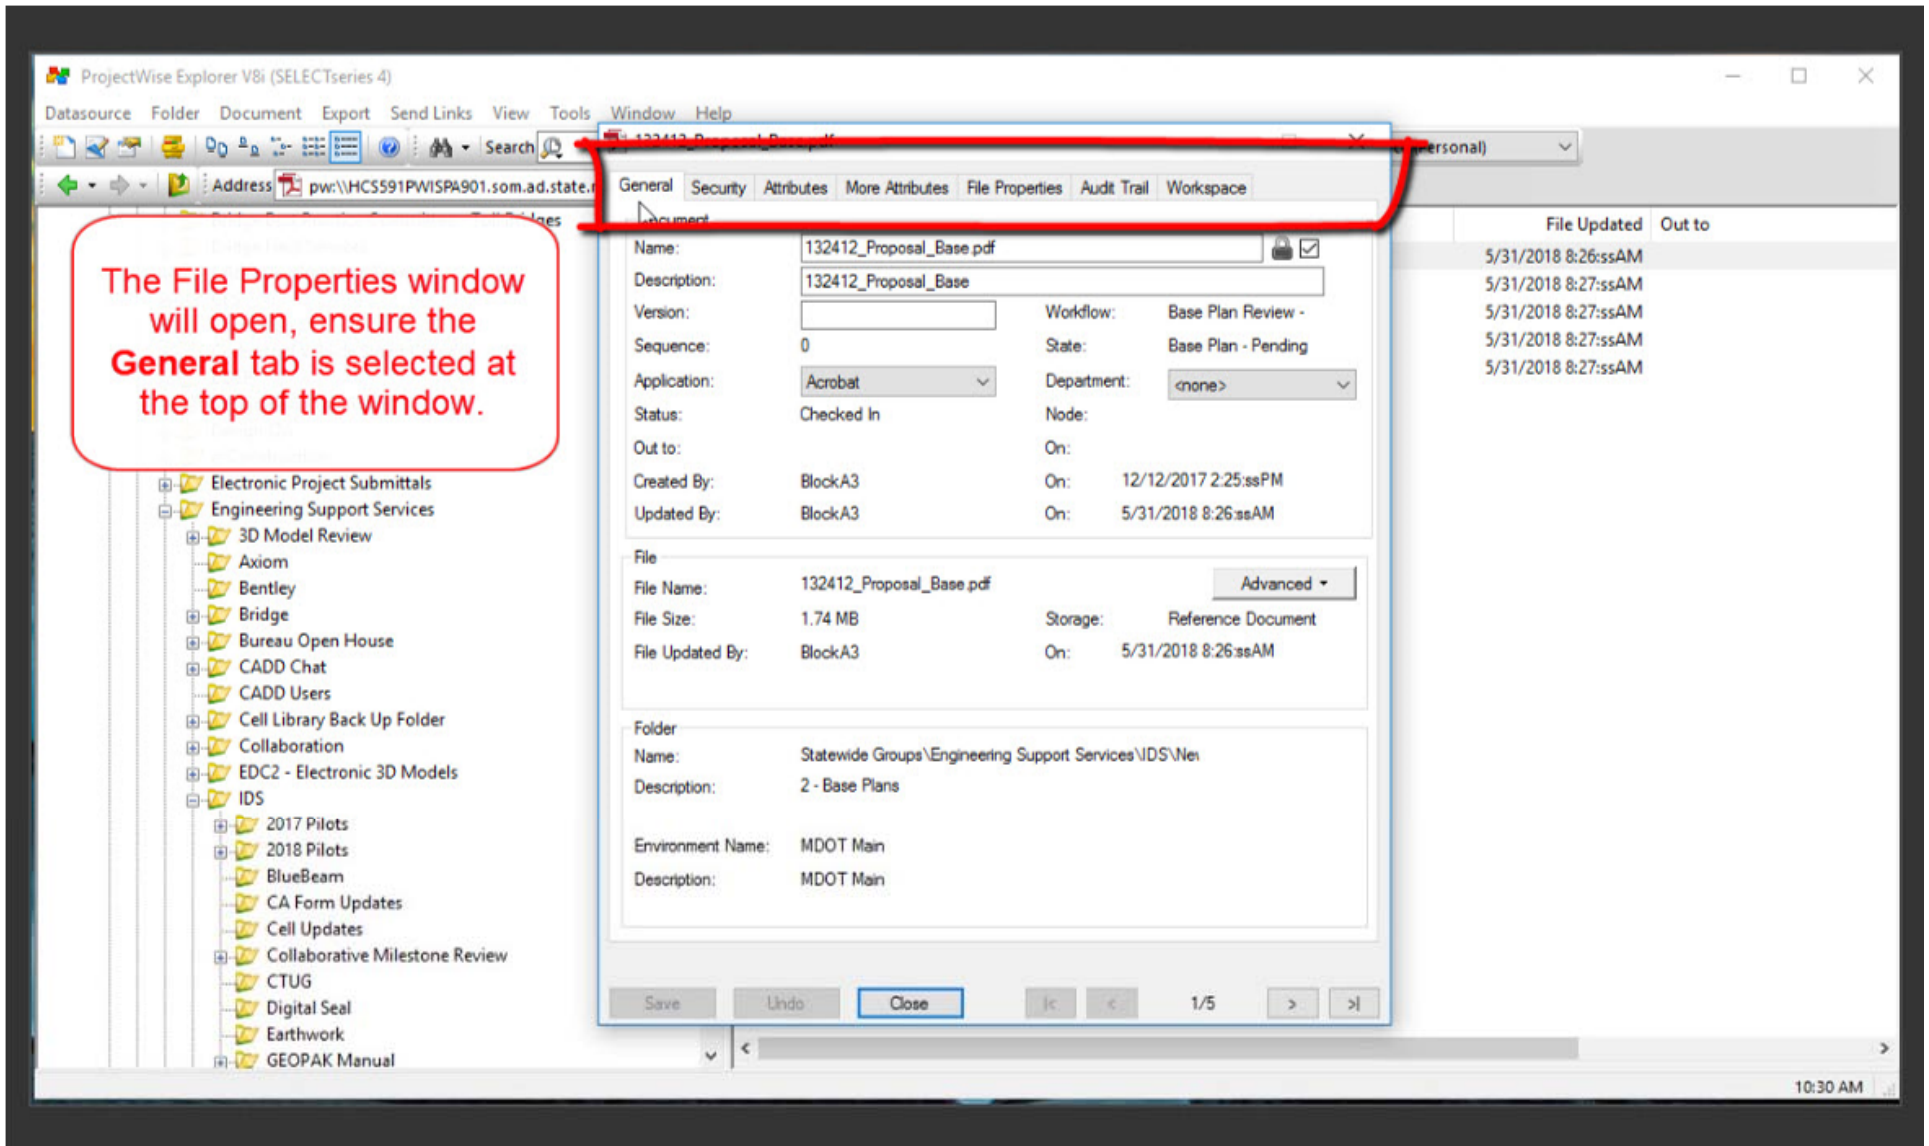 ProjectWise Explorer V8i (SELECTseries 4)
Datasource Folder Document Export Send Links View Tools Window Help
Search
Address pw:\\HCS591PWISPA901.som.ad.state.
File Updated Out to
5/31/2018 8:26:ssAM
5/31/2018 8:27:ssAM
5/31/2018 8:27:ssAM
5/31/2018 8:27:ssAM
5/31/2018 8:27:ssAM
The File Properties window
will open, ensure the
General tab is selected at
the top of the window.
Electronic Project Submittals
Engineering Support Services
3D Model Review
Axiom
Bentley
Bridge
Bureau Open House
CADD Chat
CADD Users
Cell Library Back Up Folder
Collaboration
EDC2 - Electronic 3D Models
IDS
2017 Pilots
2018 Pilots
BlueBeam
CA Form Updates
Cell Updates
Collaborative Milestone Review
CTUG
Digital Seal
Earthwork
GEOPAK Manual
132412_Proposal_Base.pdf
General Security Attributes More Attributes File Properties Audit Trail Workspace
Document
Name: 132412_Proposal_Base.pdf
Description: 132412_Proposal_Base
Version: Workflow: Base Plan Review -
Sequence: 0 State: Base Plan - Pending
Application: Acrobat Department: <none>
Status: Checked In Node:
Out to: On:
Created By: BlockA3 On: 12/12/2017 2:25:ssPM
Updated By: BlockA3 On: 5/31/2018 8:26:ssAM
File
File Name: 132412_Proposal_Base.pdf Advanced
File Size: 1.74 MB Storage: Reference Document
File Updated By: BlockA3 On: 5/31/2018 8:26:ssAM
Folder
Name: Statewide Groups\Engineering Support Services\IDS\Nev
Description: 2 - Base Plans
Environment Name: MDOT Main
Description: MDOT Main
Save Undo Close |< < 1/5 > >|
10:30 AM